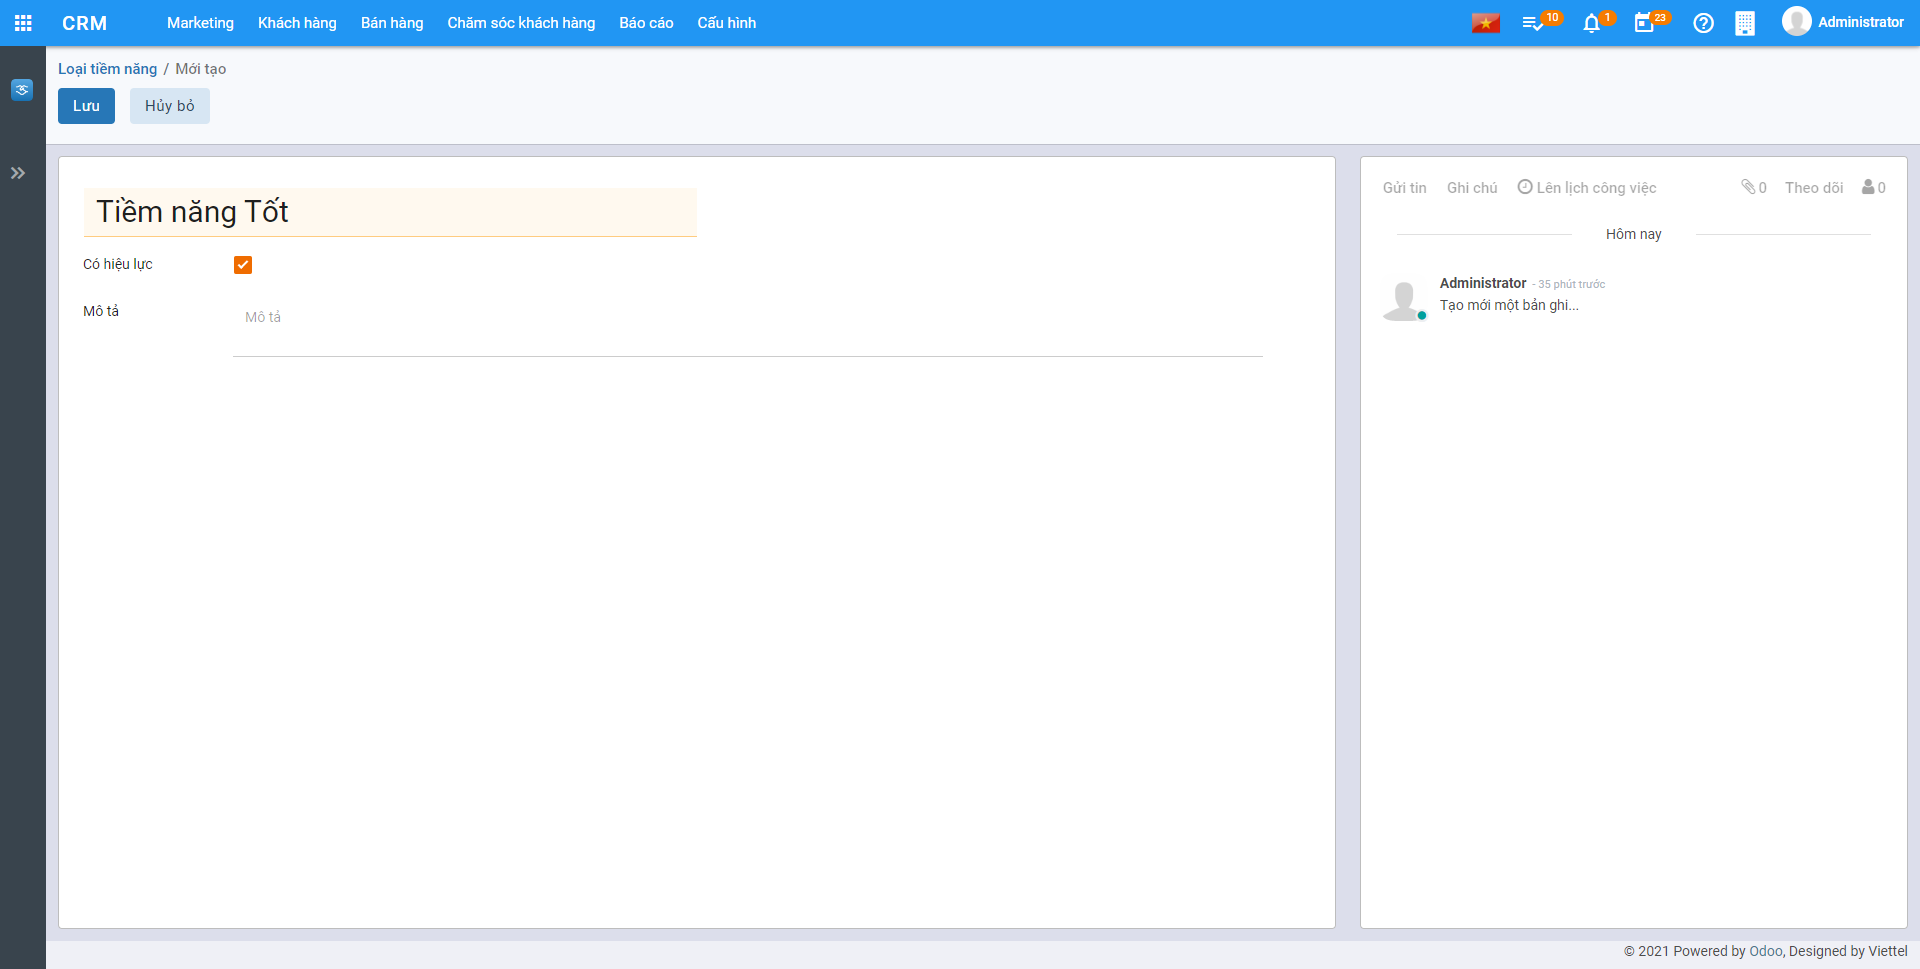 CRM Marketing Khách hàng Bán hàng Chăm sóc khách hàng Báo cáo Cấu hình 10 1 23 Administrator
Loại tiềm năng / Mới tạo
Lưu Hủy bỏ
Tiềm năng Tốt
Có hiệu lực
Mô tả
Mô tả
Gửi tin Ghi chú Lên lịch công việc 0 Theo dõi 0
Hôm nay
Administrator - 35 phút trước
Tạo mới một bản ghi...
© 2021 Powered by Odoo, Designed by Viettel